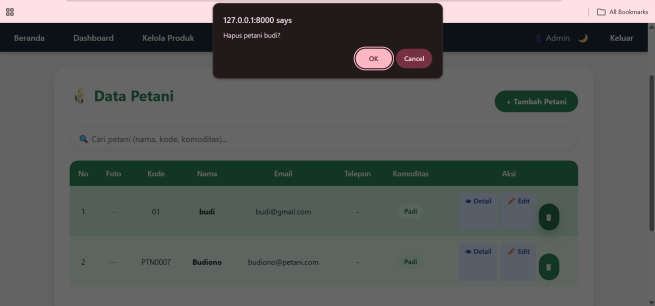 All Bookmarks
127.0.0.1:8000 says
Hapus petani budi?
OK Cancel
Beranda Dashboard Kelola Produk Admin Keluar
Data Petani
+ Tambah Petani
Cari petani (nama, kode, komoditas)...
No Foto Kode Nama Email Telepon Komoditas Aksi
1 — 01 budi budi@gmail.com - Padi Detail Edit
2 — PTN0007 Budiono budiono@petani.com - Padi Detail Edit